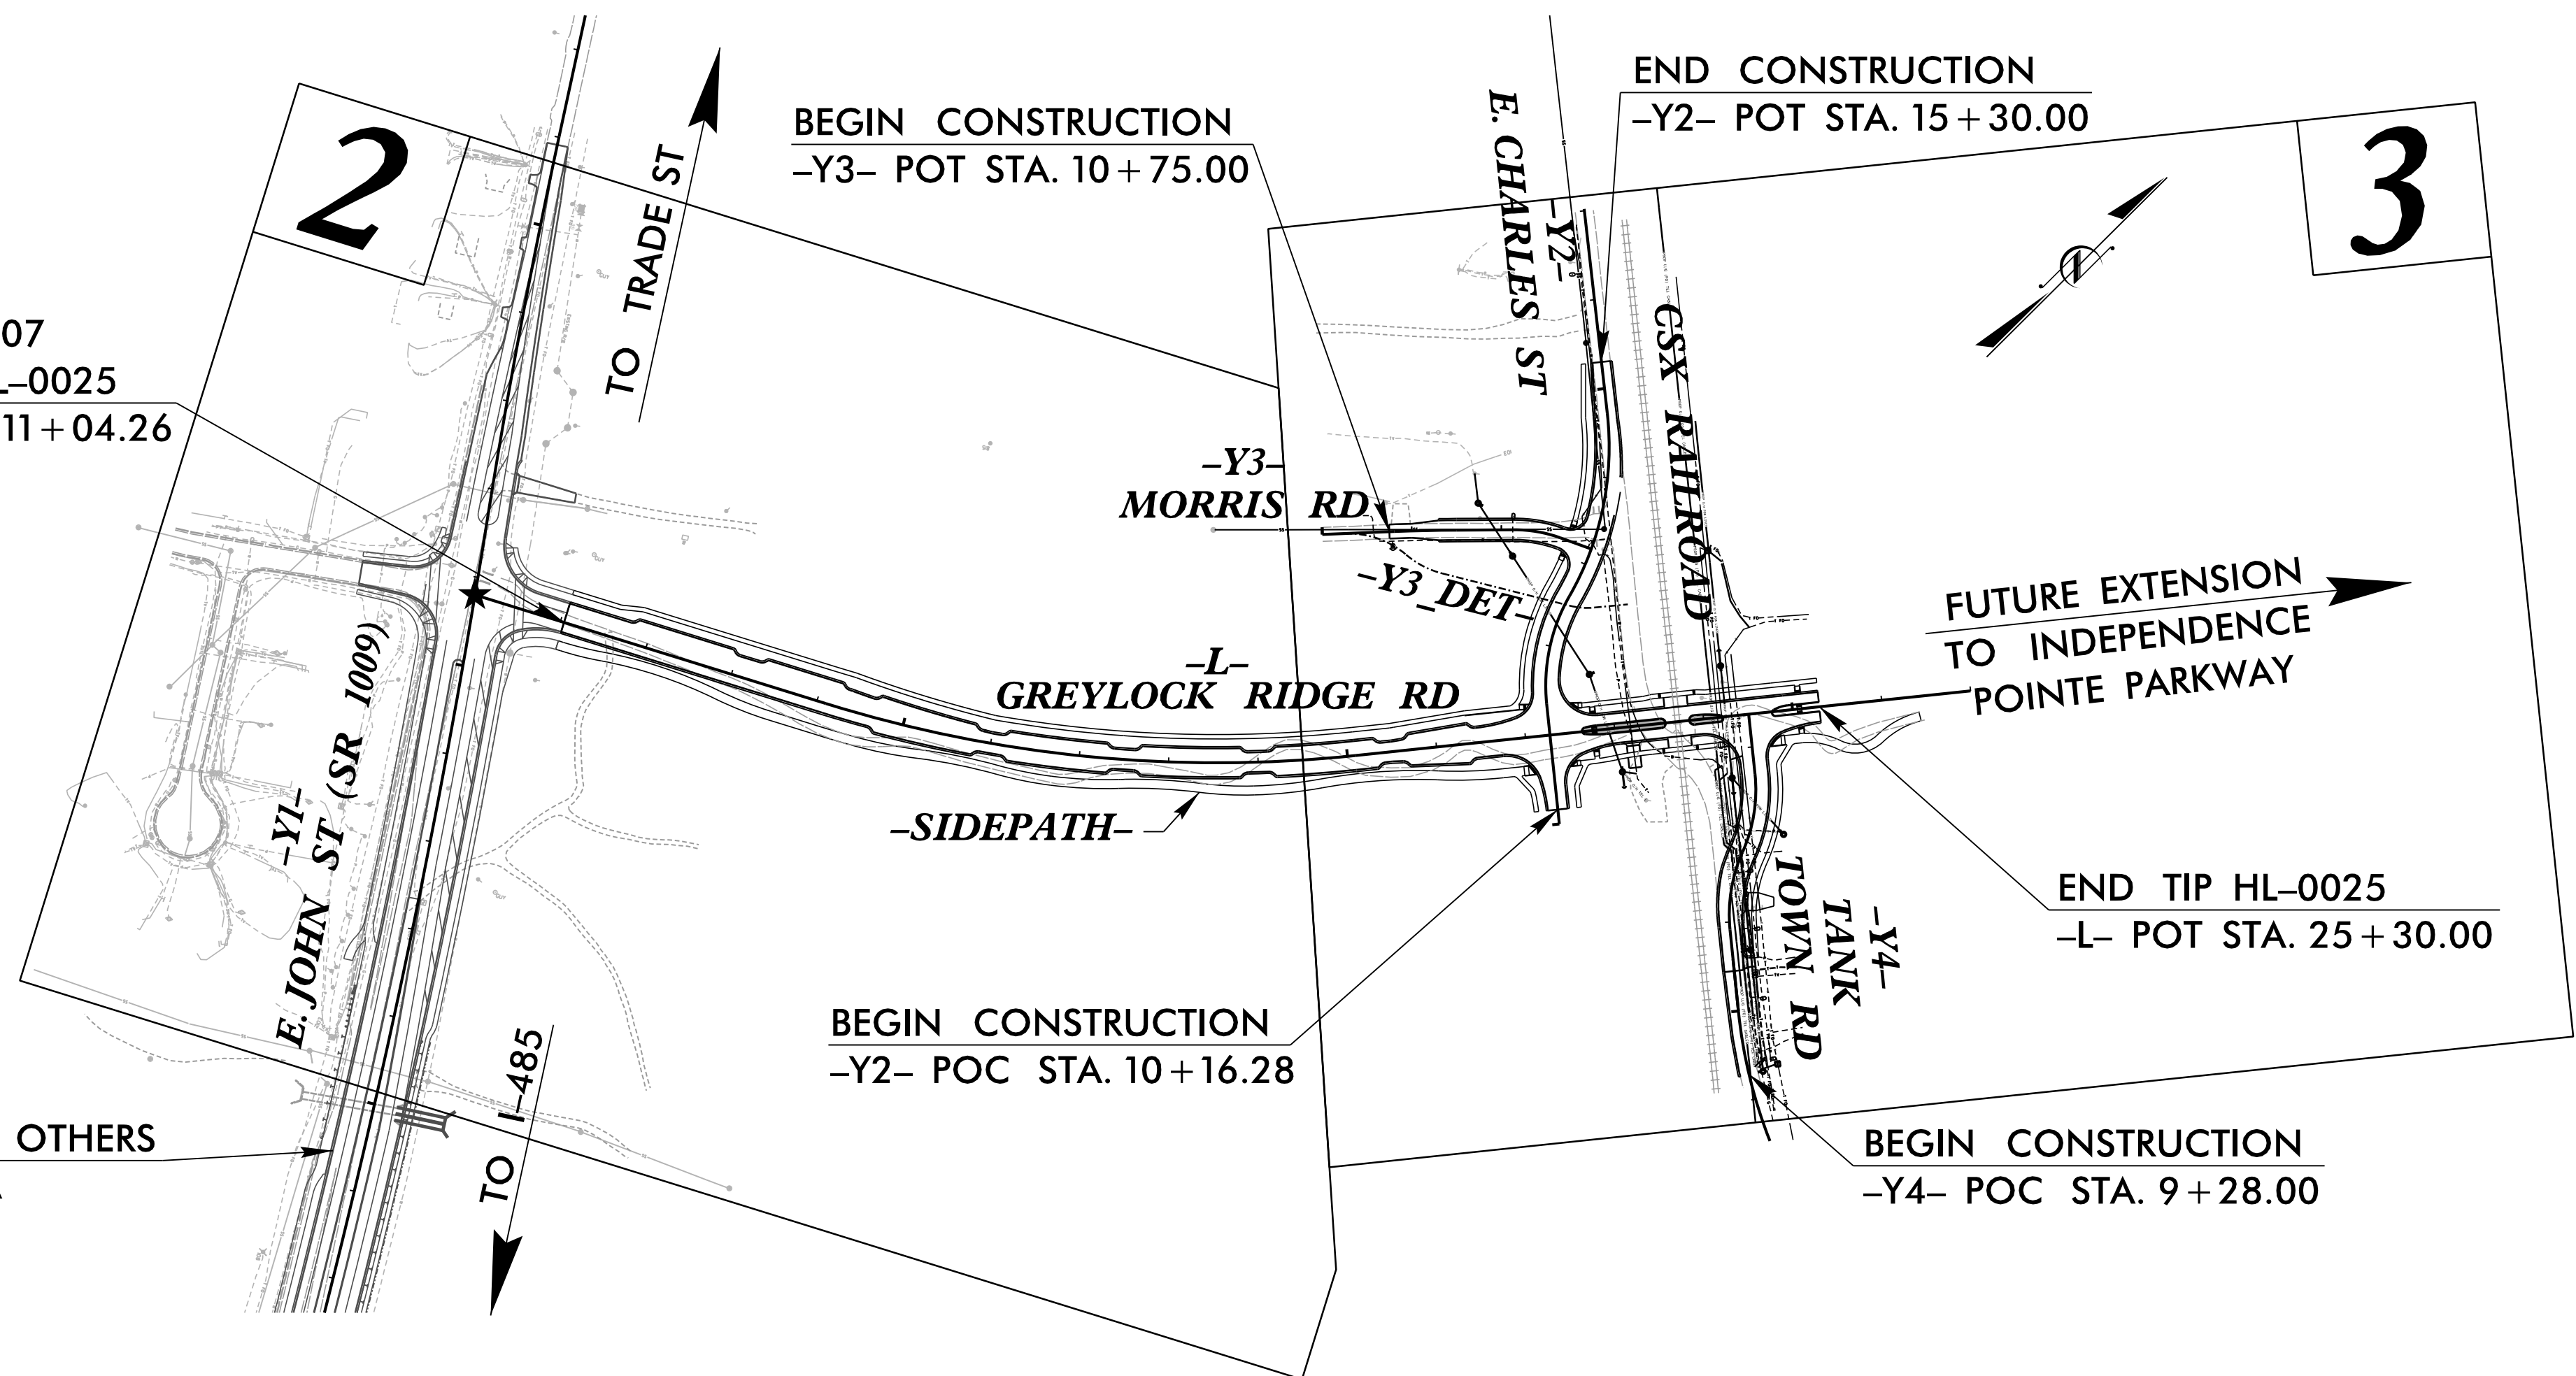 2
3
BEGIN CONSTRUCTION
–Y3– POT STA. 10+75.00
END CONSTRUCTION
–Y2– POT STA. 15+30.00
TO TRADE ST
E. CHARLES ST
–Y2–
CSX RAILROAD
07
L–0025
11+04.26
–Y3–
MORRIS RD
–Y3_DET–
FUTURE EXTENSION
TO INDEPENDENCE
POINTE PARKWAY
–L–
GREYLOCK RIDGE RD
–SIDEPATH–
–Y1–
E. JOHN ST (SR 1009)
END TIP HL–0025
–L– POT STA. 25+30.00
–Y4–
TANK
TOWN RD
BEGIN CONSTRUCTION
–Y2– POC STA. 10+16.28
TO I–485
OTHERS
BEGIN CONSTRUCTION
–Y4– POC STA. 9+28.00